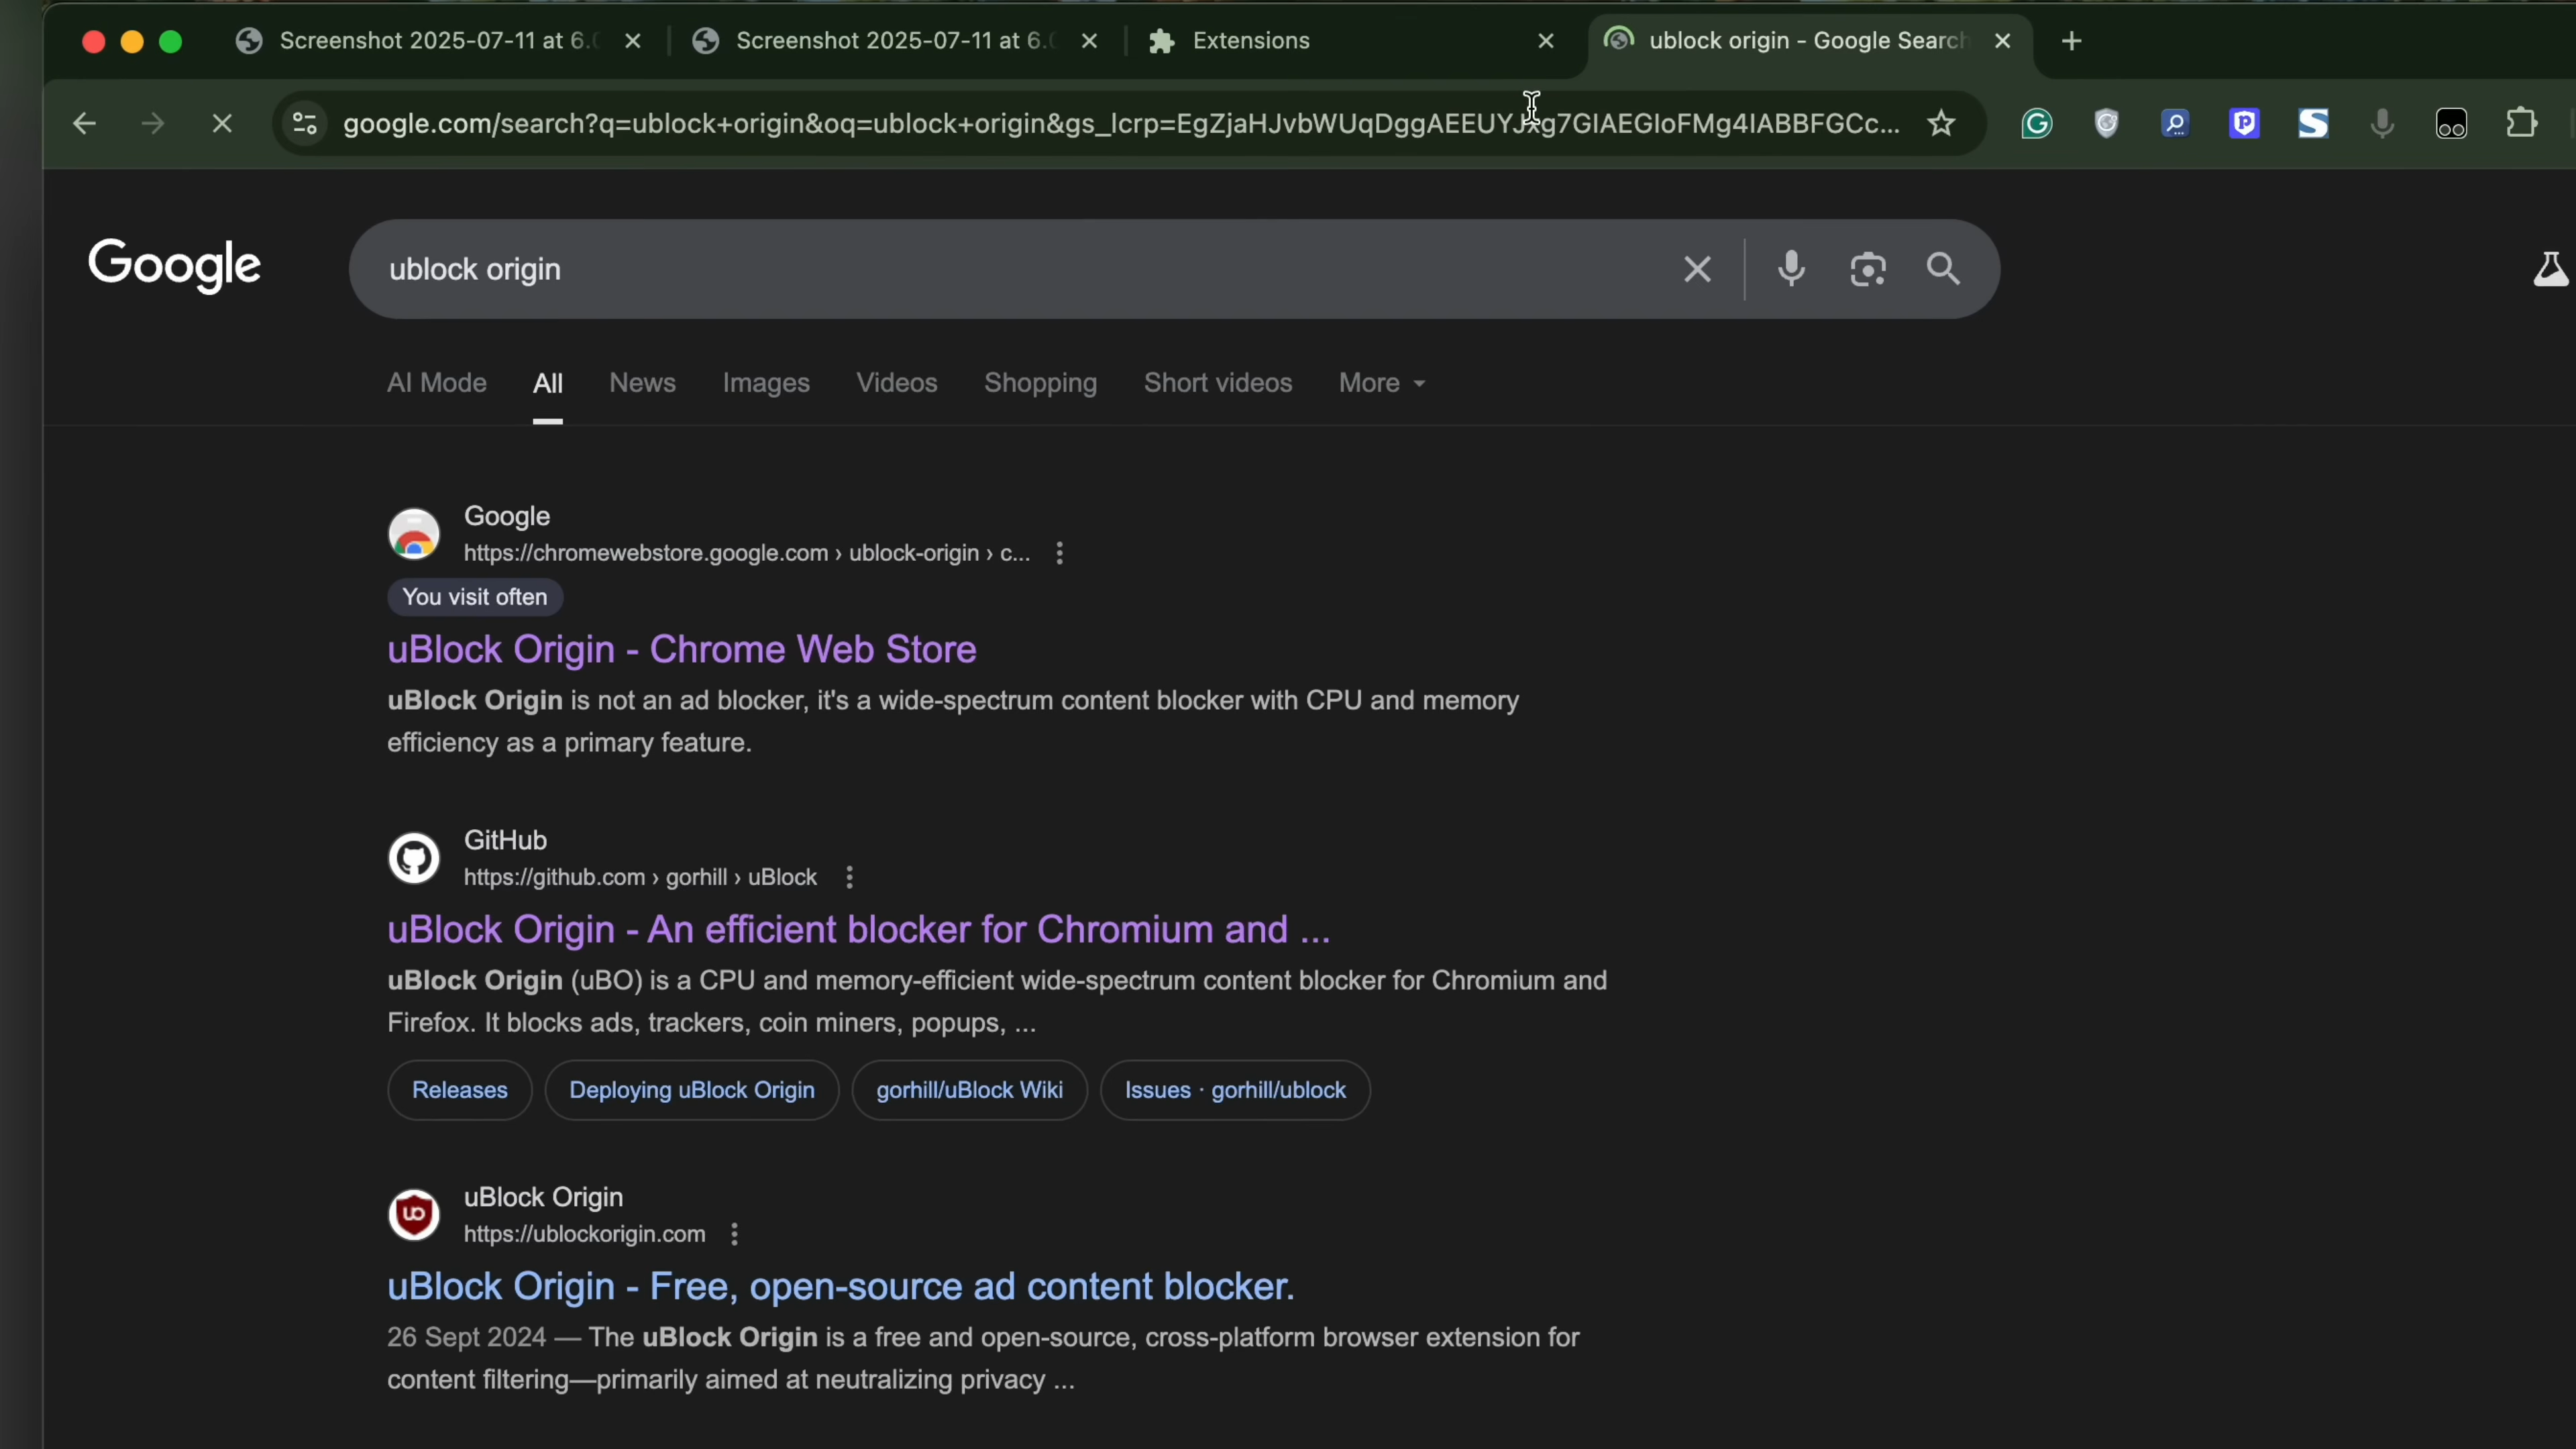 Screenshot 2025-07-11 at 6.0
Screenshot 2025-07-11 at 6.0
Extensions
ublock origin - Google Search
google.com/search?q=ublock+origin&oq=ublock+origin&gs_lcrp=
Google
ublock origin
AI Mode
All
News
Images
Videos
Shopping
Short videos
More
Google
https://chromewebstore.google.com › ublock-origin › c...
You visit often
uBlock Origin - Chrome Web Store
uBlock Origin is not an ad blocker, it's a wide-spectrum content blocker with CPU and memory
efficiency as a primary feature.
GitHub
https://github.com › gorhill › uBlock
uBlock Origin - An efficient blocker for Chromium and ...
uBlock Origin (uBO) is a CPU and memory-efficient wide-spectrum content blocker for Chromium and
Firefox. It blocks ads, trackers, coin miners, popups, ...
Releases
Deploying uBlock Origin
gorhill/uBlock Wiki
Issues · gorhill/ublock
uBlock Origin
https://ublockorigin.com
uBlock Origin - Free, open-source ad content blocker.
26 Sept 2024 — The uBlock Origin is a free and open-source, cross-platform browser extension for
content filtering—primarily aimed at neutralizing privacy ...